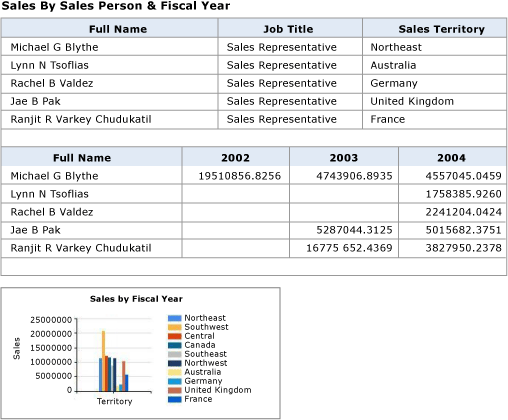 Sales By Sales Person & Fiscal Year
Full Name Job Title Sales Territory
Michael G Blythe Sales Representative Northeast
Lynn N Tsoflias Sales Representative Australia
Rachel B Valdez Sales Representative Germany
Jae B Pak Sales Representative United Kingdom
Ranjit R Varkey Chudukatil Sales Representative France
Full Name 2002 2003 2004
Michael G Blythe 19510856.8256 4743906.8935 4557045.0459
Lynn N Tsoflias 1758385.9260
Rachel B Valdez 2241204.0424
Jae B Pak 5287044.3125 5015682.3751
Ranjit R Varkey Chudukatil 16775 652.4369 3827950.2378
Sales by Fiscal Year
Sales
25000000
20000000
15000000
10000000
5000000
0
Territory
Northeast
Southwest
Central
Canada
Southeast
Northwest
Australia
Germany
United Kingdom
France